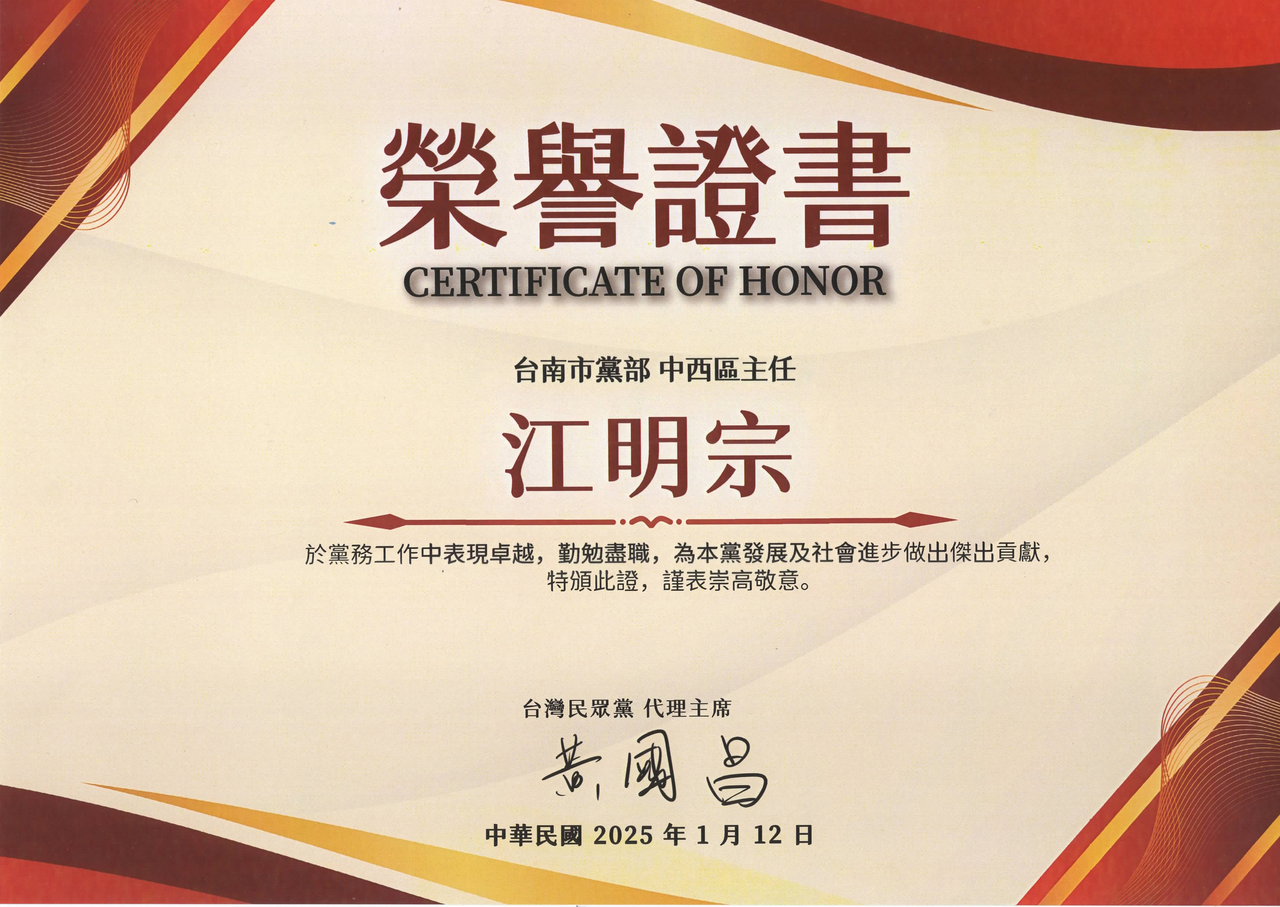 榮譽證書
CERTIFICATE OF HONOR
台南市黨部 中西區主任
江明宗
於黨務工作中表現卓越，勤勉盡職，為本黨發展及社會進步做出傑出貢獻，
特頒此證，謹表崇高敬意。
台灣民眾黨 代理主席
黃國昌
中華民國 2025 年 1 月 12 日